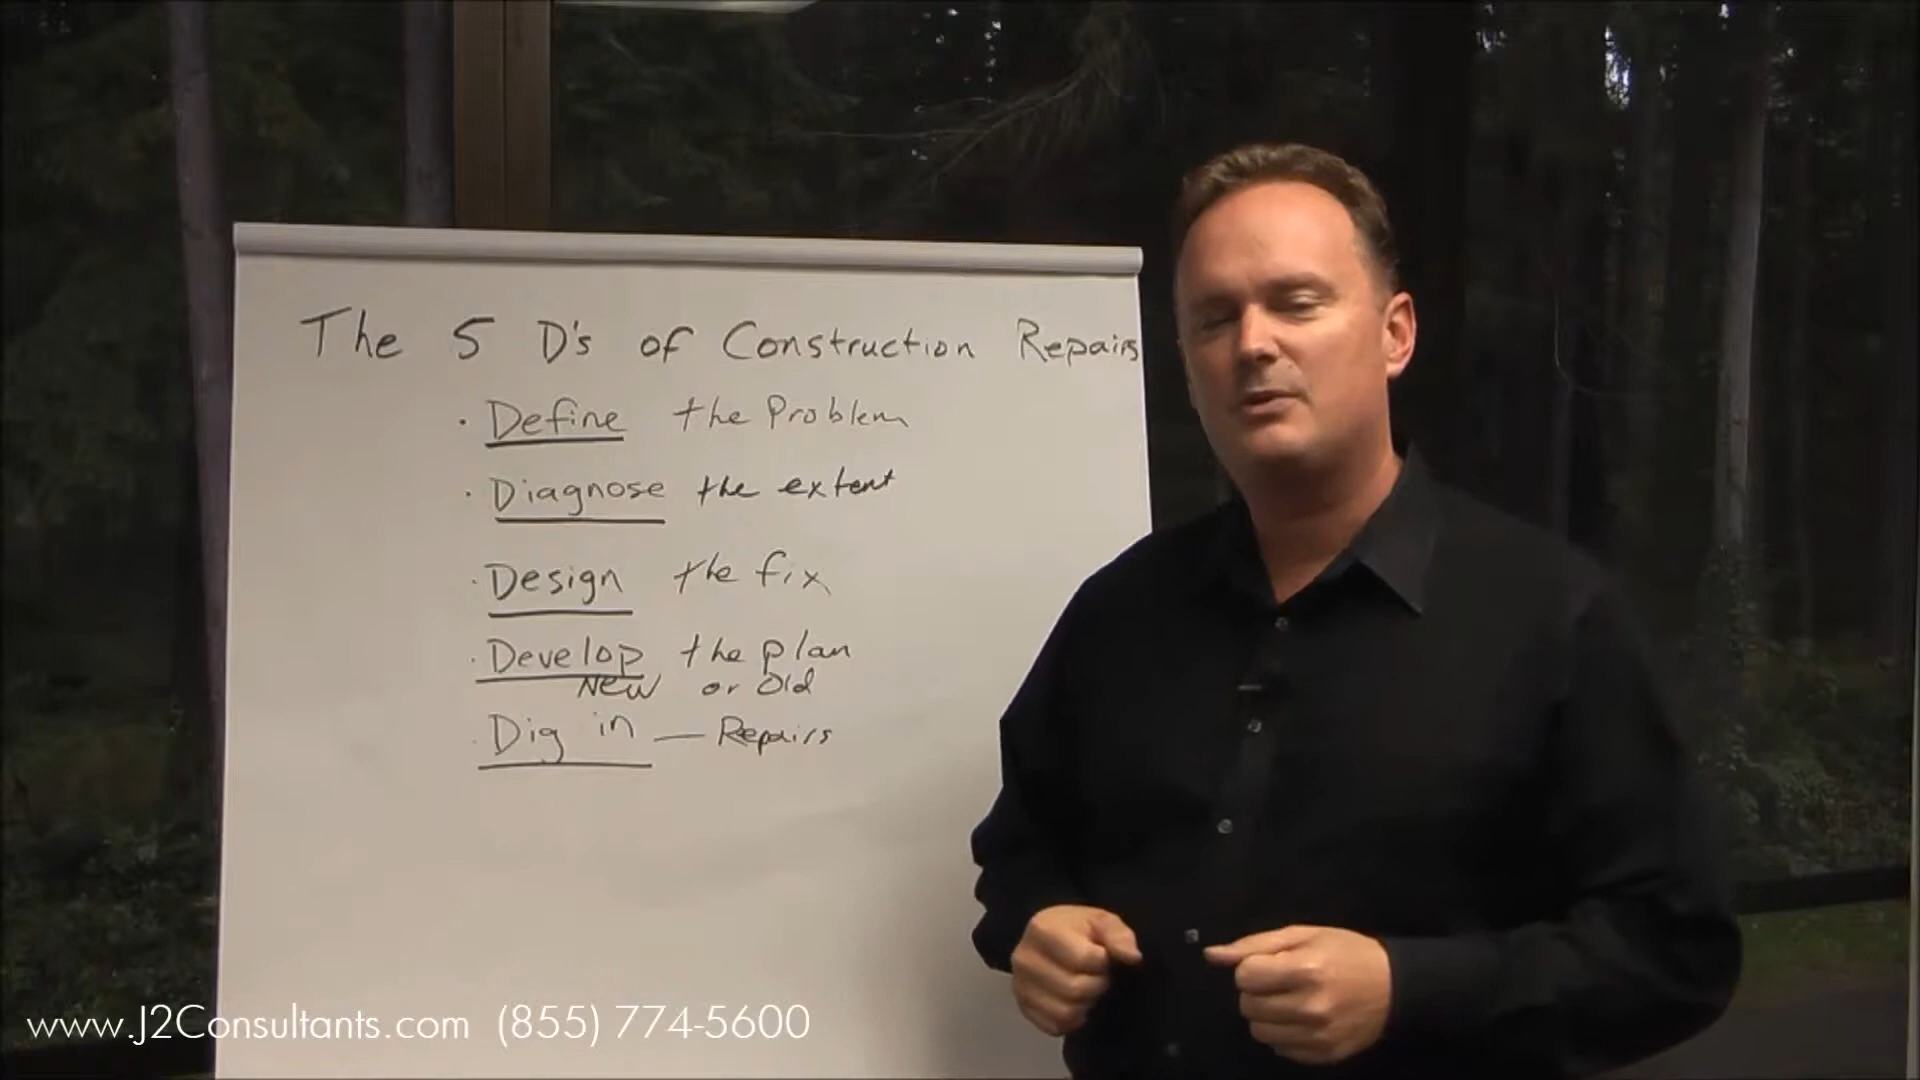 The 5 D's of Construction Repairs
· Define the Problem
· Diagnose the extent
· Design the fix
· Develop the plan
New or Old
· Dig in — Repairs
www.J2Consultants.com (855) 774-5600